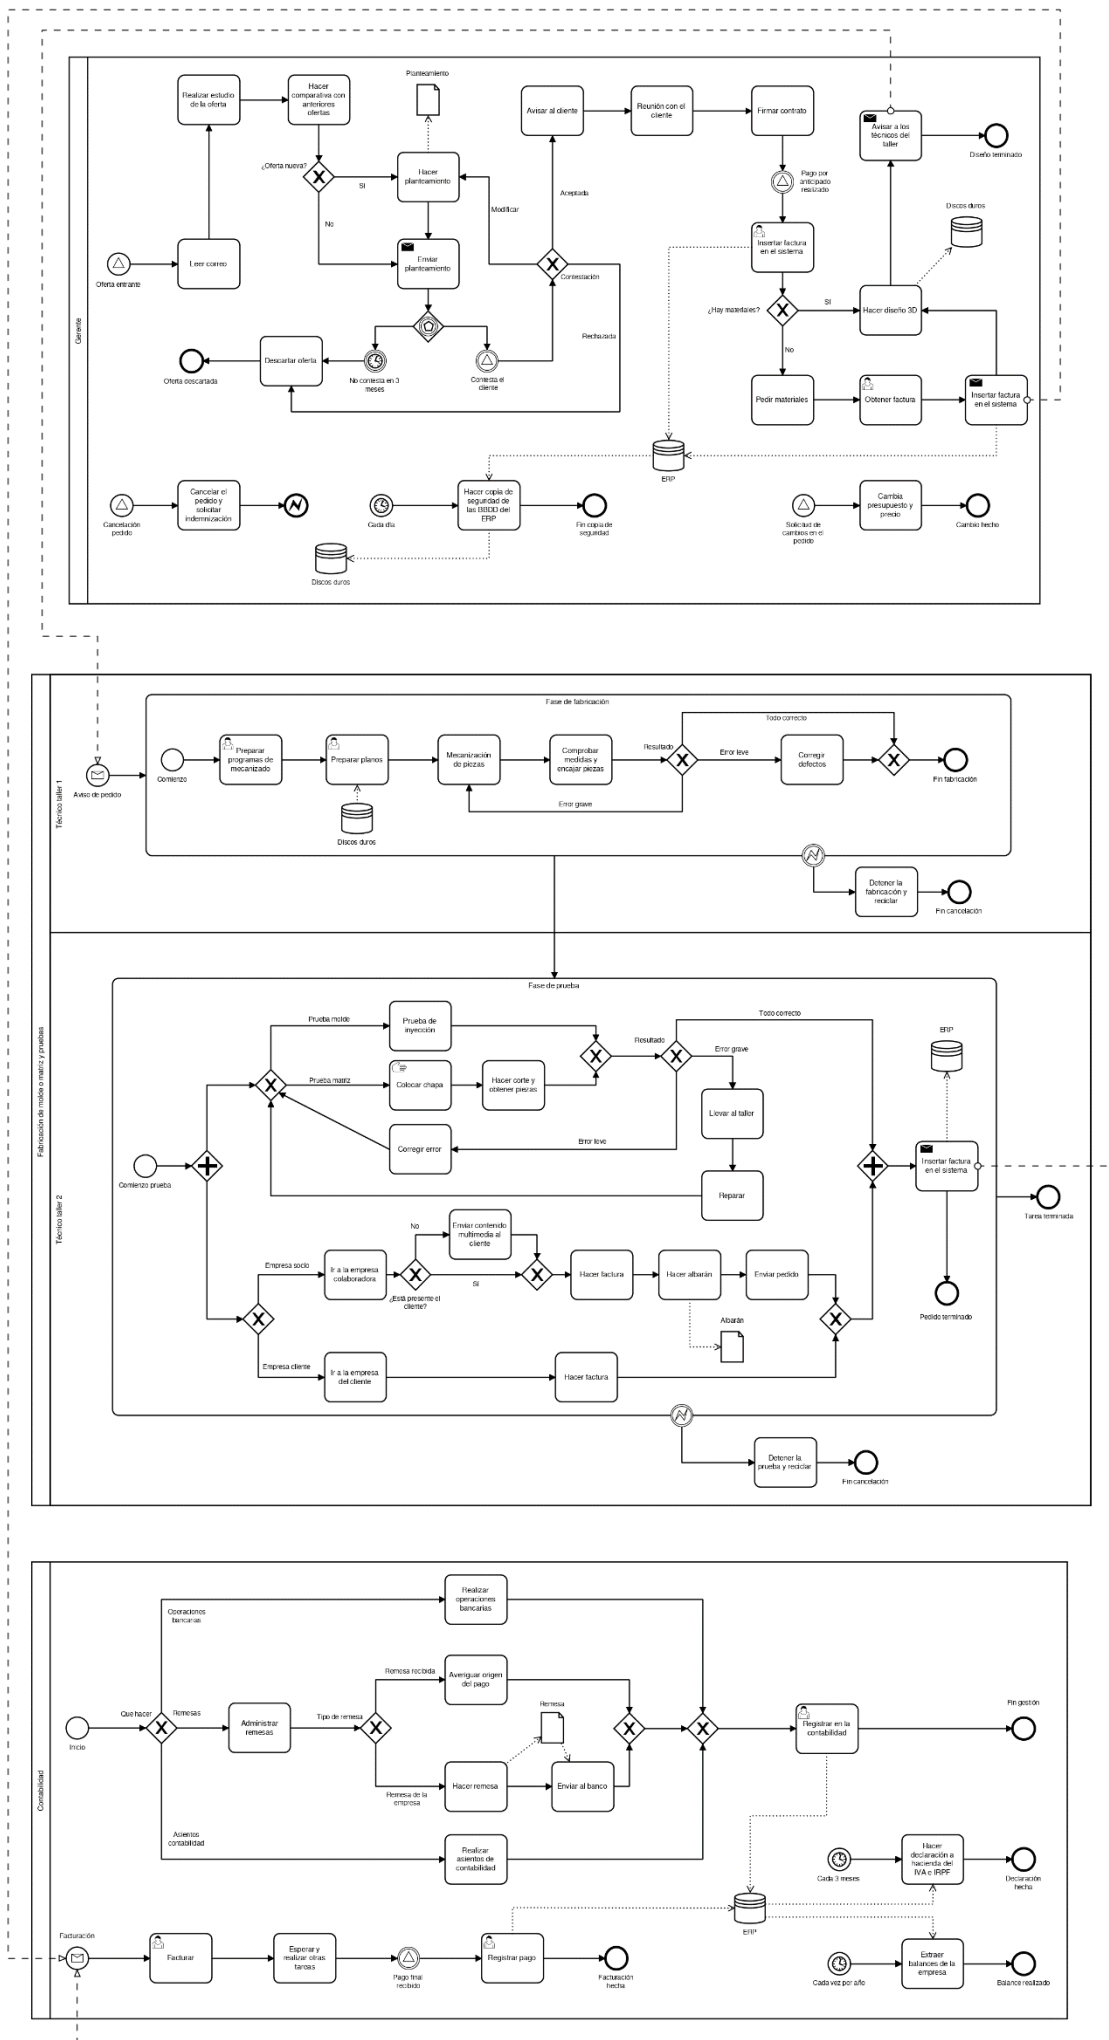 Planteamiento
Realizar estudio
de la oferta
Hacer
comparativa con
anteriores
ofertas
Avisar al cliente
Reunión con el
cliente
Firmar contrato
Avisar a los
técnicos del
taller
Diseño terminado
¿Oferta nueva?
SI
Hacer
planteamiento
Modificar
Aceptada
Pago por
anticipado
realizado
Discos duros
No
Leer correo
Oferta entrante
Enviar
planteamiento
Contestación
Insertar factura
en el sistema
¿Hay materiales?
SI
Hacer diseño 3D
Rechazada
No
Descartar oferta
Oferta descartada
No contesta en 3
meses
Contesta el
cliente
Pedir materiales
Obtener factura
Insertar factura
en el sistema
Gerente
ERP
Cancelación
pedido
Cancelar el
pedido y
solicitar
indemnización
Cada día
Hacer copia de
seguridad de
las BBDD del
ERP
Fin copia de
seguridad
Solicitud de
cambios en el
pedido
Cambia
presupuesto y
precio
Cambio hecho
Discos duros
Fabricación de molde o matriz y pruebas
Técnico taller 1
Fase de fabricación
Todo correcto
Aviso de pedido
Comienzo
Preparar
programas de
mecanizado
Preparar planos
Mecanización
de piezas
Comprobar
medidas y
encajar piezas
Resultado
Error leve
Corregir
defectos
Fin fabricación
Error grave
Discos duros
Detener la
fabricación y
reciclar
Fin cancelación
Técnico taller 2
Fase de prueba
Prueba molde
Prueba de
inyección
Todo correcto
Resultado
Error grave
ERP
Prueba matriz
Colocar chapa
Hacer corte y
obtener piezas
Llevar al taller
Corregir error
Error leve
Comienzo prueba
Reparar
Insertar factura
en el sistema
Tarea terminada
No
Enviar contenido
multimedia al
cliente
Empresa socio
Ir a la empresa
colaboradora
¿Está presente el
cliente?
Sí
Hacer factura
Hacer albarán
Enviar pedido
Pedido terminado
Albarán
Empresa cliente
Ir a la empresa
del cliente
Hacer factura
Detener la
prueba y reciclar
Fin cancelación
Contabilidad
Operaciones
bancarias
Realizar
operaciones
bancarias
Remesa recibida
Averiguar origen
del pago
Inicio
Que hacer
Remesas
Administrar
remesas
Tipo de remesa
Remesa
Registrar en la
contabilidad
Fin gestión
Remesa de la
empresa
Hacer remesa
Enviar al banco
Asientos
contabilidad
Realizar
asientos de
contabilidad
Cada 3 meses
Hacer
declaración a
hacienda del
IVA e IRPF
Declaración
hecha
ERP
Facturación
Facturar
Esperar y
realizar otras
tareas
Pago final
recibido
Registrar pago
Facturación
hecha
Cada vez por año
Extraer
balances de la
empresa
Balance realizado